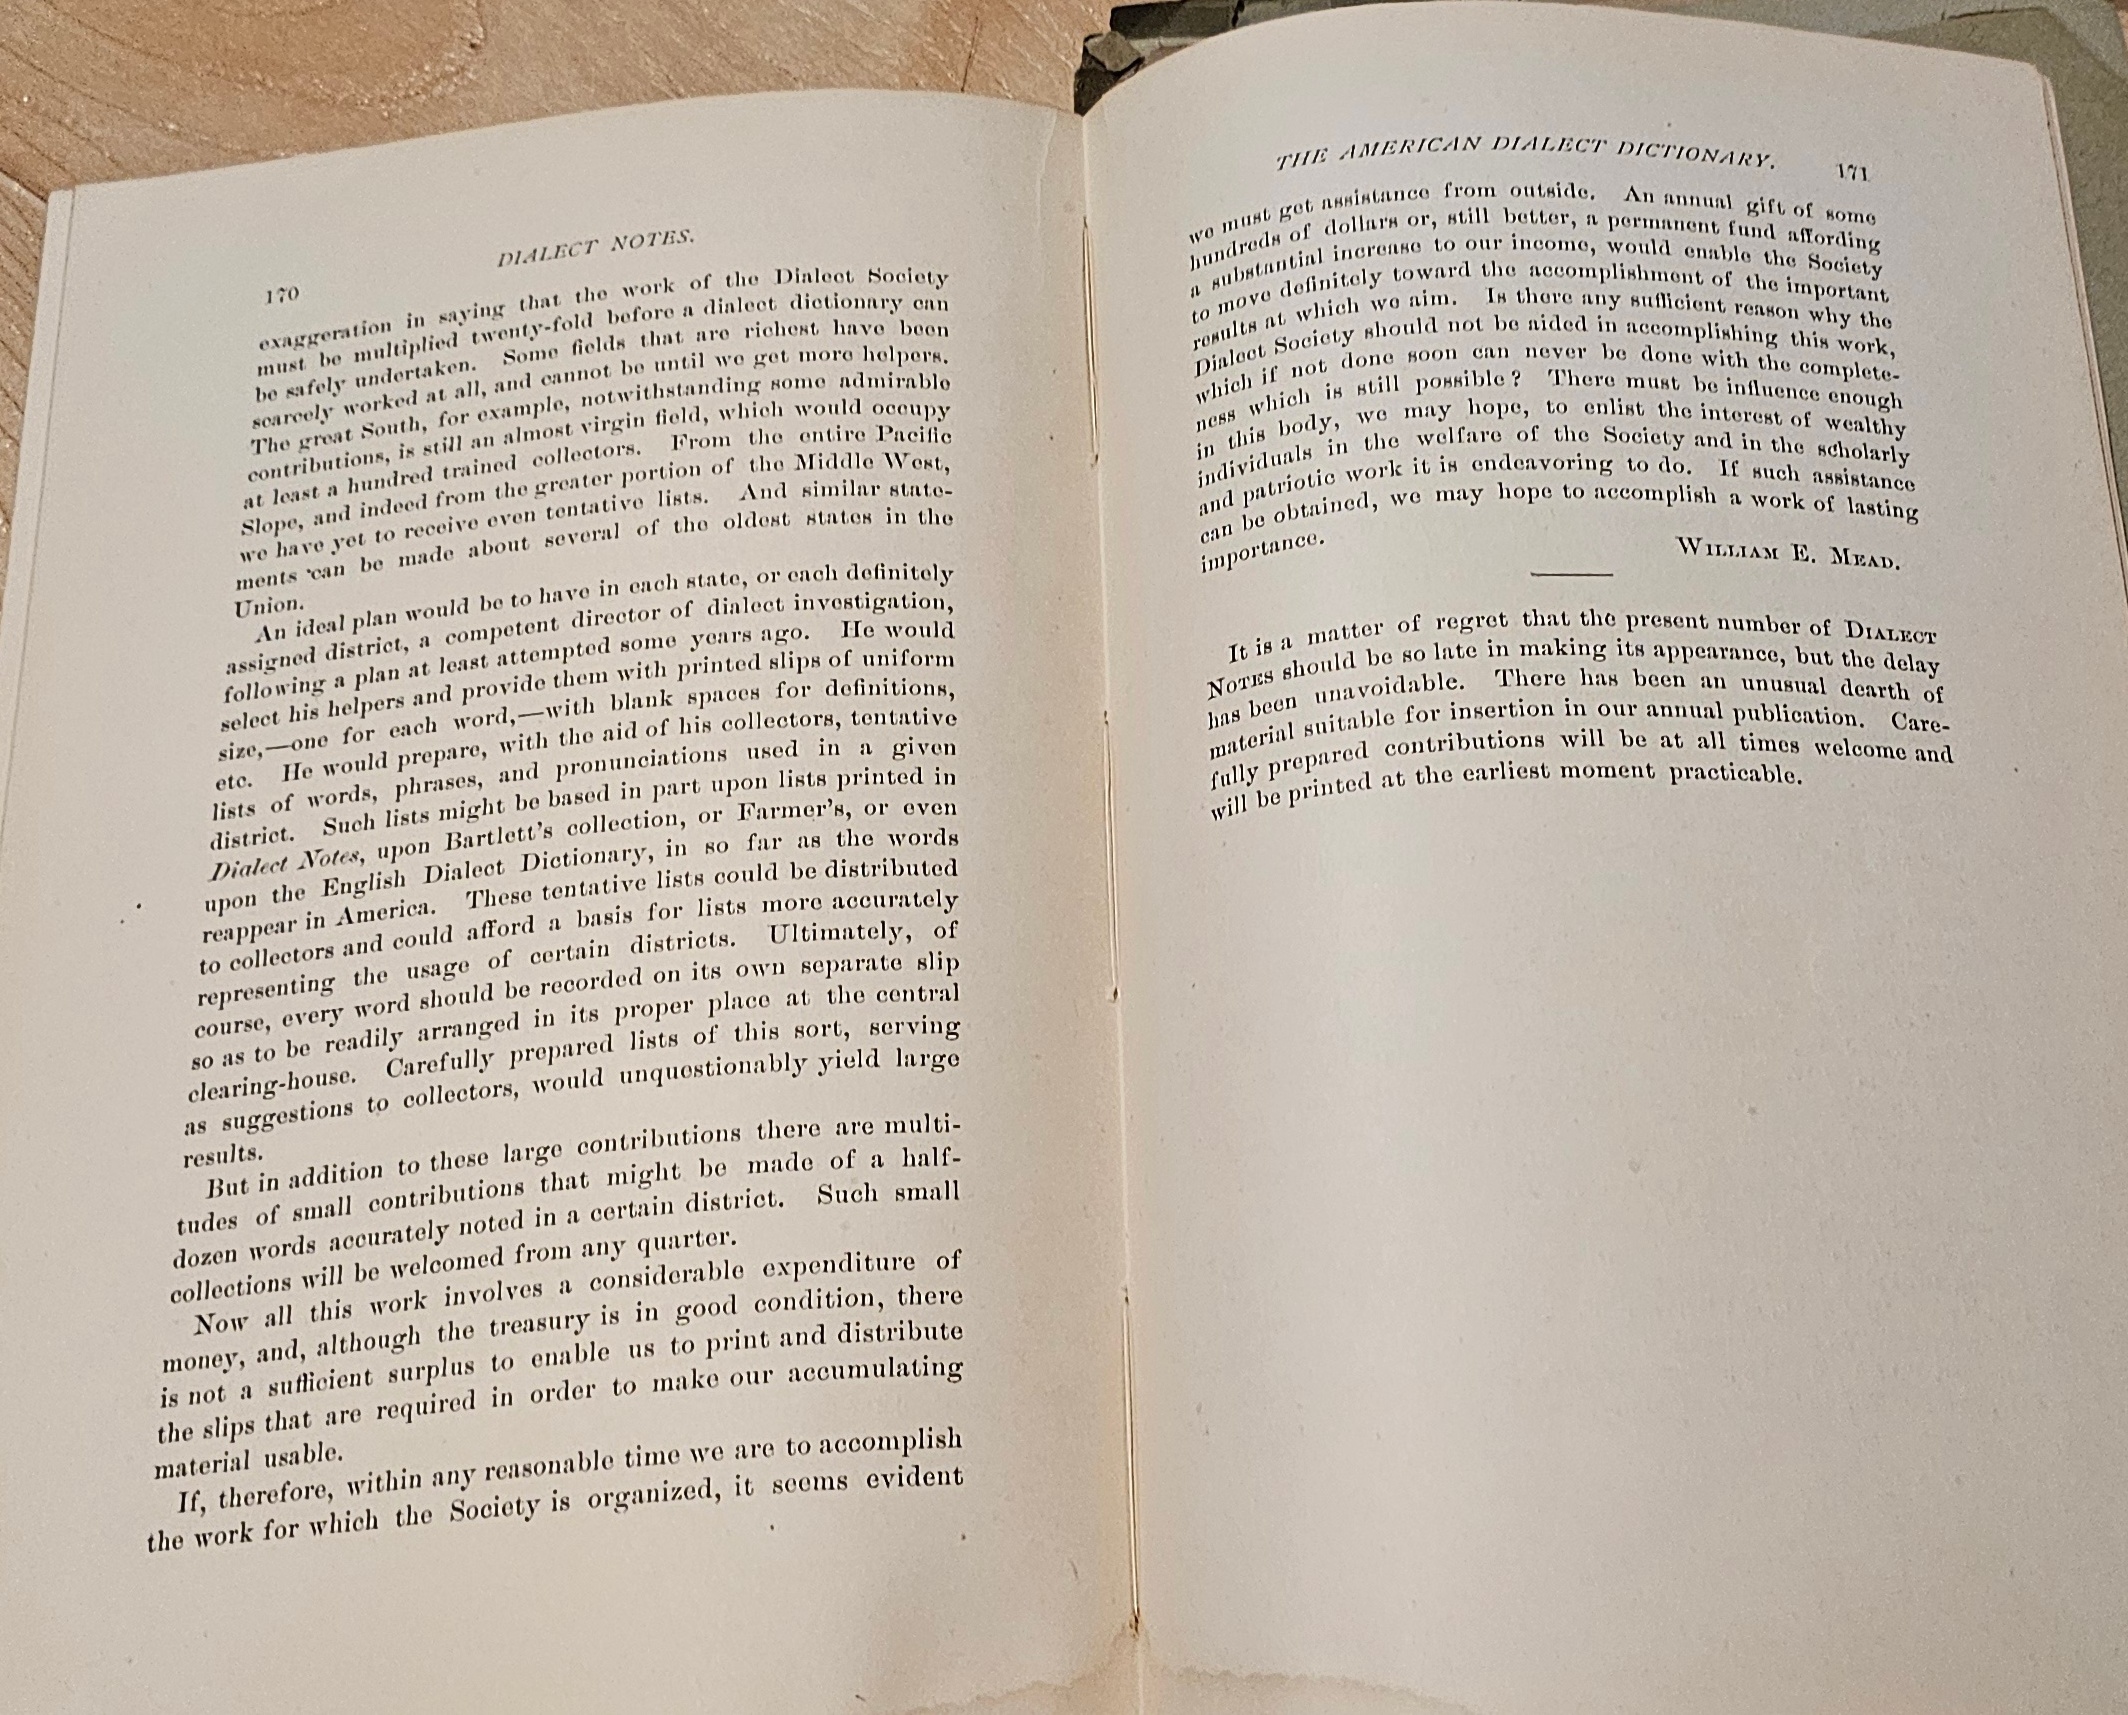 170
DIALECT NOTES.
exaggeration in saying that the work of the Dialect Society
must be multiplied twenty-fold before a dialect dictionary can
be safely undertaken. Some fields that are richest have been
scarcely worked at all, and cannot be until we get more helpers.
The great South, for example, notwithstanding some admirable
contributions, is still an almost virgin field, which would occupy
at least a hundred trained collectors. From the entire Pacific
Slope, and indeed from the greater portion of the Middle West,
we have yet to receive even tentative lists. And similar state-
ments can be made about several of the oldest states in the
Union.
An ideal plan would be to have in each state, or each definitely
assigned district, a competent director of dialect investigation,
following a plan at least attempted some years ago. He would
select his helpers and provide them with printed slips of uniform
size,—one for each word,—with blank spaces for definitions,
etc. He would prepare, with the aid of his collectors, tentative
lists of words, phrases, and pronunciations used in a given
district. Such lists might be based in part upon lists printed in
Dialect Notes, upon Bartlett's collection, or Farmer's, or even
upon the English Dialect Dictionary, in so far as the words
reappear in America. These tentative lists could be distributed
to collectors and could afford a basis for lists more accurately
representing the usage of certain districts. Ultimately, of
course, every word should be recorded on its own separate slip
so as to be readily arranged in its proper place at the central
clearing-house. Carefully prepared lists of this sort, serving
as suggestions to collectors, would unquestionably yield large
results.
But in addition to these large contributions there are multi-
tudes of small contributions that might be made of a half-
dozen words accurately noted in a certain district. Such small
collections will be welcomed from any quarter.
Now all this work involves a considerable expenditure of
money, and, although the treasury is in good condition, there
is not a sufficient surplus to enable us to print and distribute
the slips that are required in order to make our accumulating
material usable.
If, therefore, within any reasonable time we are to accomplish
the work for which the Society is organized, it seems evident
THE AMERICAN DIALECT DICTIONARY. 171
we must get assistance from outside. An annual gift of some
hundreds of dollars or, still better, a permanent fund affording
a substantial increase to our income, would enable the Society
to move definitely toward the accomplishment of the important
results at which we aim. Is there any sufficient reason why the
Dialect Society should not be aided in accomplishing this work,
which if not done soon can never be done with the complete-
ness which is still possible? There must be influence enough
in this body, we may hope, to enlist the interest of wealthy
individuals in the welfare of the Society and in the scholarly
and patriotic work it is endeavoring to do. If such assistance
can be obtained, we may hope to accomplish a work of lasting
importance.
WILLIAM E. MEAD.
It is a matter of regret that the present number of DIALECT
NOTES should be so late in making its appearance, but the delay
has been unavoidable. There has been an unusual dearth of
material suitable for insertion in our annual publication. Care-
fully prepared contributions will be at all times welcome and
will be printed at the earliest moment practicable.